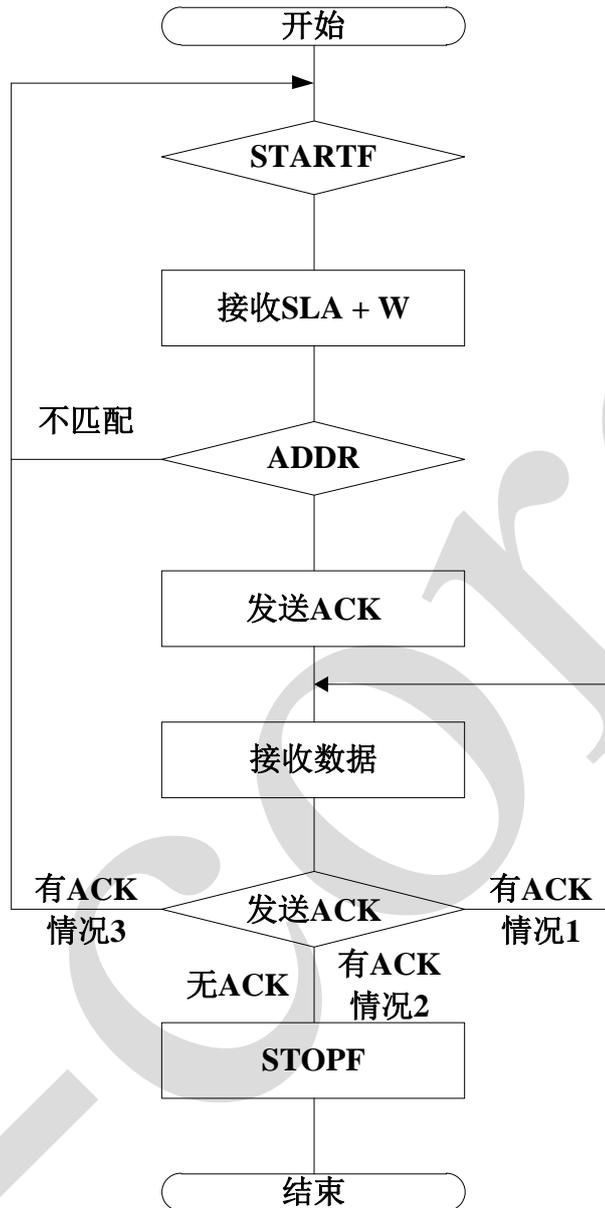 开始
STARTF
接收SLA + W
不匹配
ADDR
发送ACK
接收数据
有ACK
情况3
发送ACK
有ACK
情况1
无ACK
有ACK
情况2
STOPF
结束